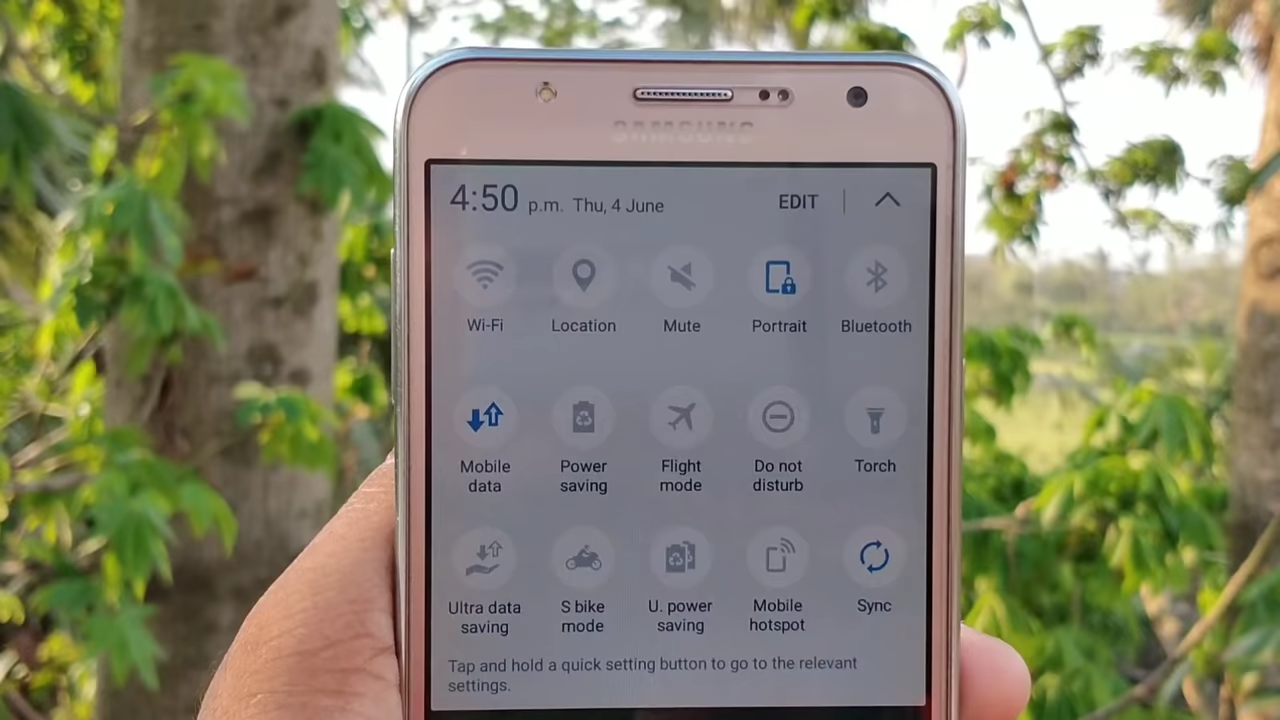 SAMSUNG
4:50 p.m. Thu, 4 June EDIT
Wi-Fi Location Mute Portrait Bluetooth
Mobile data Power saving Flight mode Do not disturb Torch
Ultra data saving S bike mode U. power saving Mobile hotspot Sync
Tap and hold a quick setting button to go to the relevant
settings.